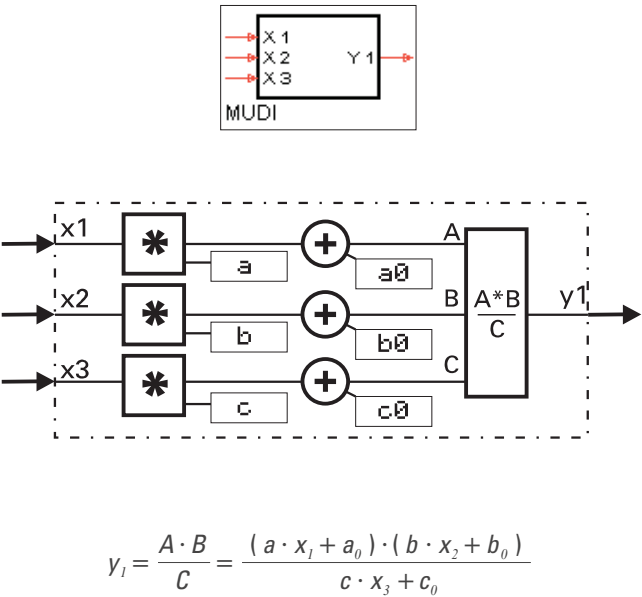 X1
X2 Y1
X3
MUDI
x1 * + A
a a0
x2 * + B A*B y1
b b0 C
x3 * + C
c c0
y₁ = A · B / C = ( a · x₁ + a₀ ) · ( b · x₂ + b₀ ) / c · x₃ + c₀